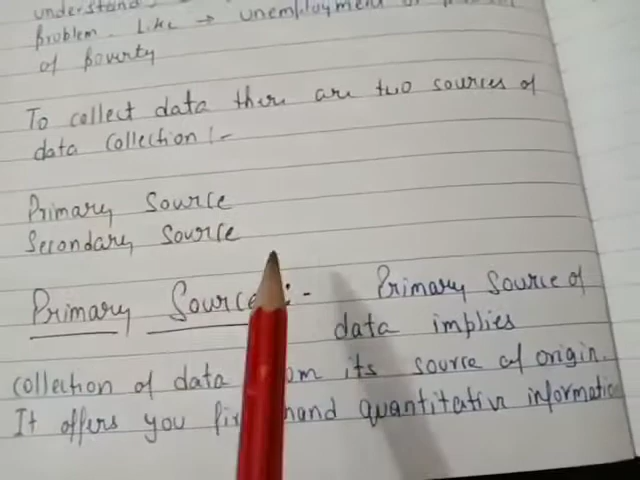 understand.
problem. Like → unemployment or
of poverty
To collect data there are two sources of
data collection :-
Primary Source
Secondary Source
Primary Source :- Primary Source of
data implies
collection of data from its source of origin.
It offers you first hand quantitative information